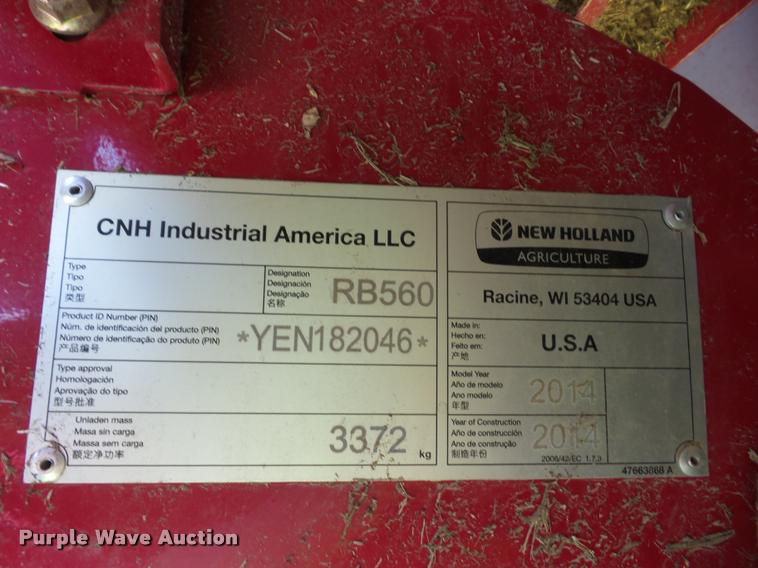 CNH Industrial America LLC
Type
Tipo
Tipo
类型
Designation
Designación
Designação
名称
RB560
Product ID Number (PIN)
Núm. de identificación del producto (PIN)
Número de identificação do produto (PIN)
产品编号
*YEN182046*
Type approval
Homologación
Aprovação do tipo
型号批准
Unladen mass
Masa sin carga
Massa sem carga
额定净功率
3372 kg
NEW HOLLAND
AGRICULTURE
Racine, WI 53404 USA
Made in:
Hecho en:
Feito em:
产地
U.S.A
Model Year
Año de modelo
Ano modelo
年型
2014
Year of Construction
Año de construcción
Ano de construção
制造年份
2014
2006/42/EC 1.7.3
47663868 A
Purple Wave Auction